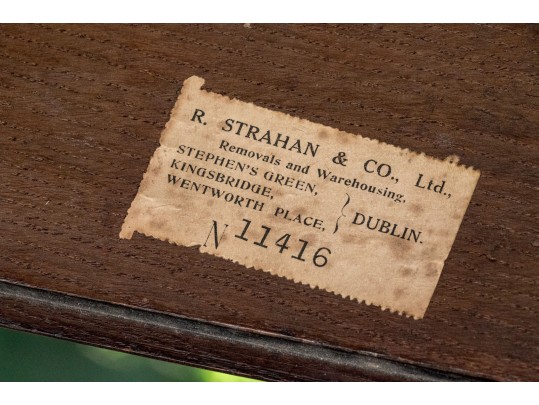 R. STRAHAN & CO., Ltd.,
Removals and Warehousing,
STEPHEN'S GREEN,
KINGSBRIDGE,
WENTWORTH PLACE, } DUBLIN.
N 11416